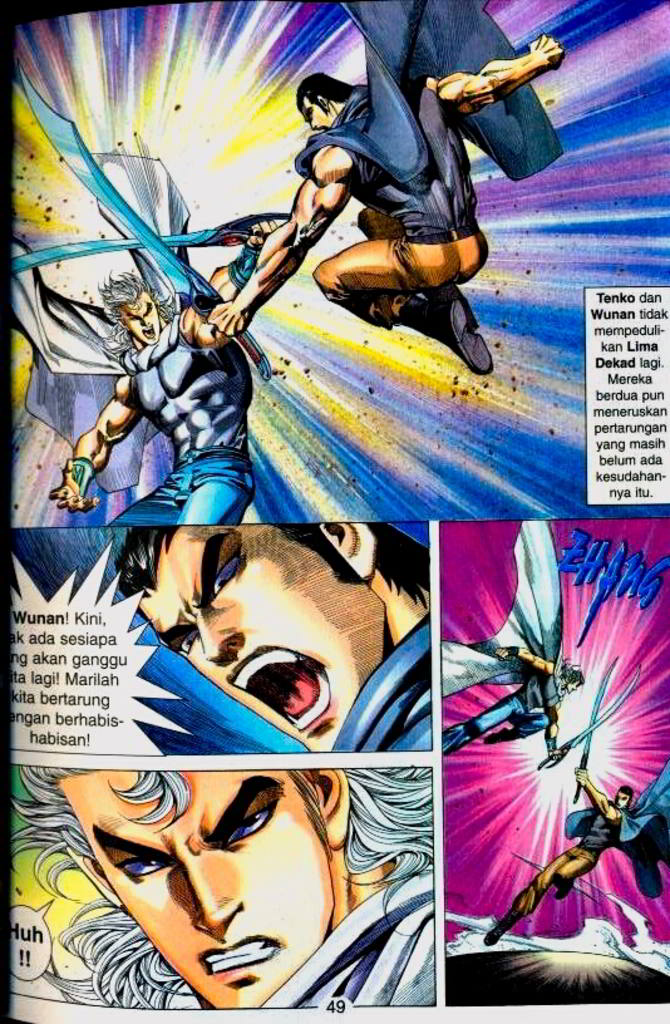 Tenko dan
Wunan tidak
mempeduli-
kan Lima
Dekad lagi.
Mereka
berdua pun
meneruskan
pertarungan
yang masih
belum ada
kesudahan-
nya itu.
Wunan! Kini,
ak ada sesiapa
ng akan ganggu
ita lagi! Marilah
kita bertarung
engan berhabis-
habisan!
ZHANG
Huh
!!
49